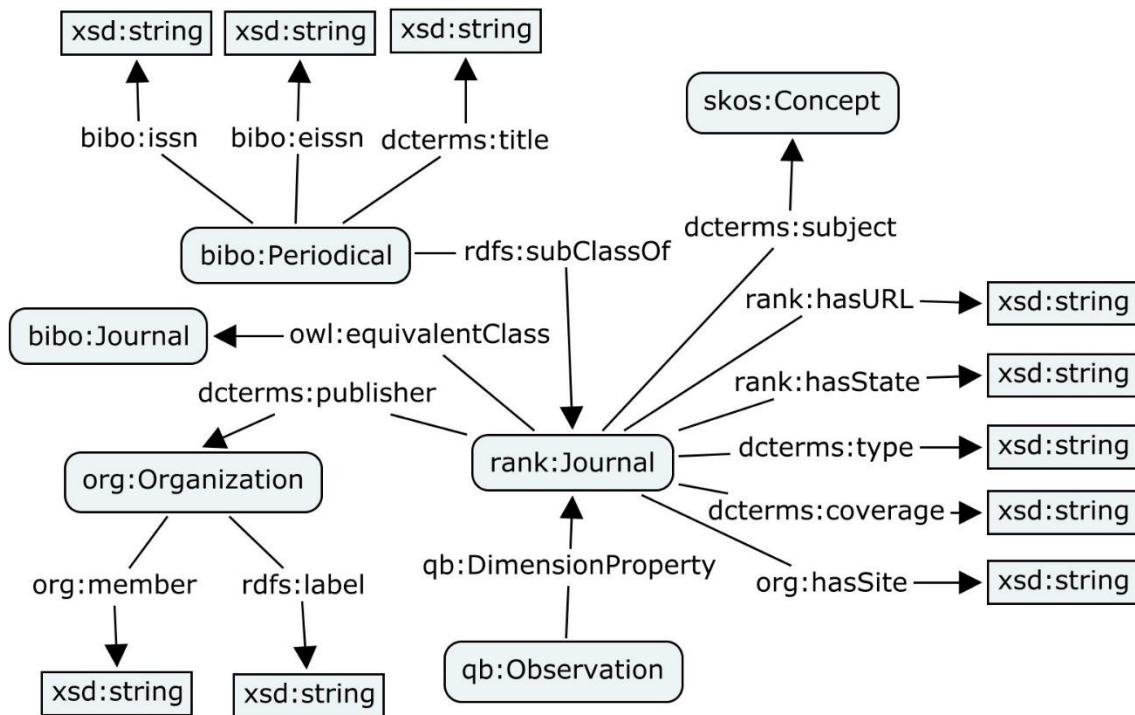 xsd:string
xsd:string
xsd:string
bibo:issn
bibo:eissn
dcterms:title
skos:Concept
dcterms:subject
bibo:Periodical
rdfs:subClassOf
rank:hasURL
xsd:string
bibo:Journal
owl:equivalentClass
rank:hasState
xsd:string
dcterms:publisher
dcterms:type
xsd:string
rank:Journal
org:Organization
dcterms:coverage
xsd:string
qb:DimensionProperty
org:hasSite
xsd:string
org:member
rdfs:label
qb:Observation
xsd:string
xsd:string